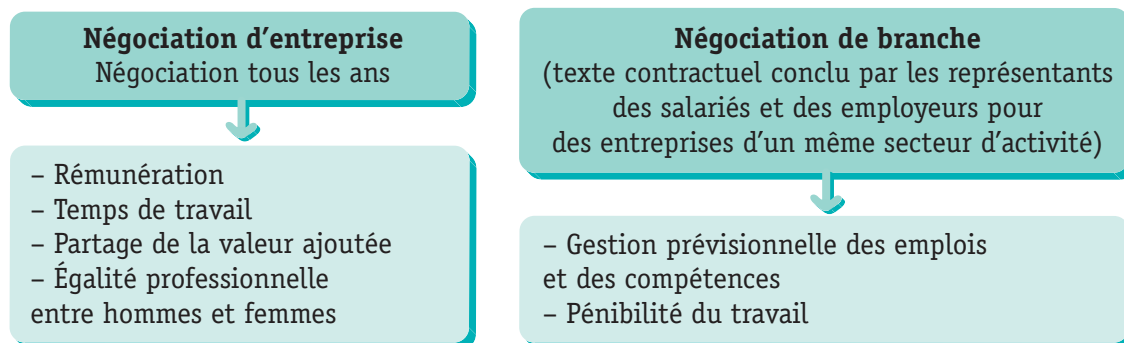 Négociation d’entreprise
Négociation tous les ans
– Rémunération
– Temps de travail
– Partage de la valeur ajoutée
– Égalité professionnelle
entre hommes et femmes
Négociation de branche
(texte contractuel conclu par les représentants
des salariés et des employeurs pour
des entreprises d’un même secteur d’activité)
– Gestion prévisionnelle des emplois
et des compétences
– Pénibilité du travail